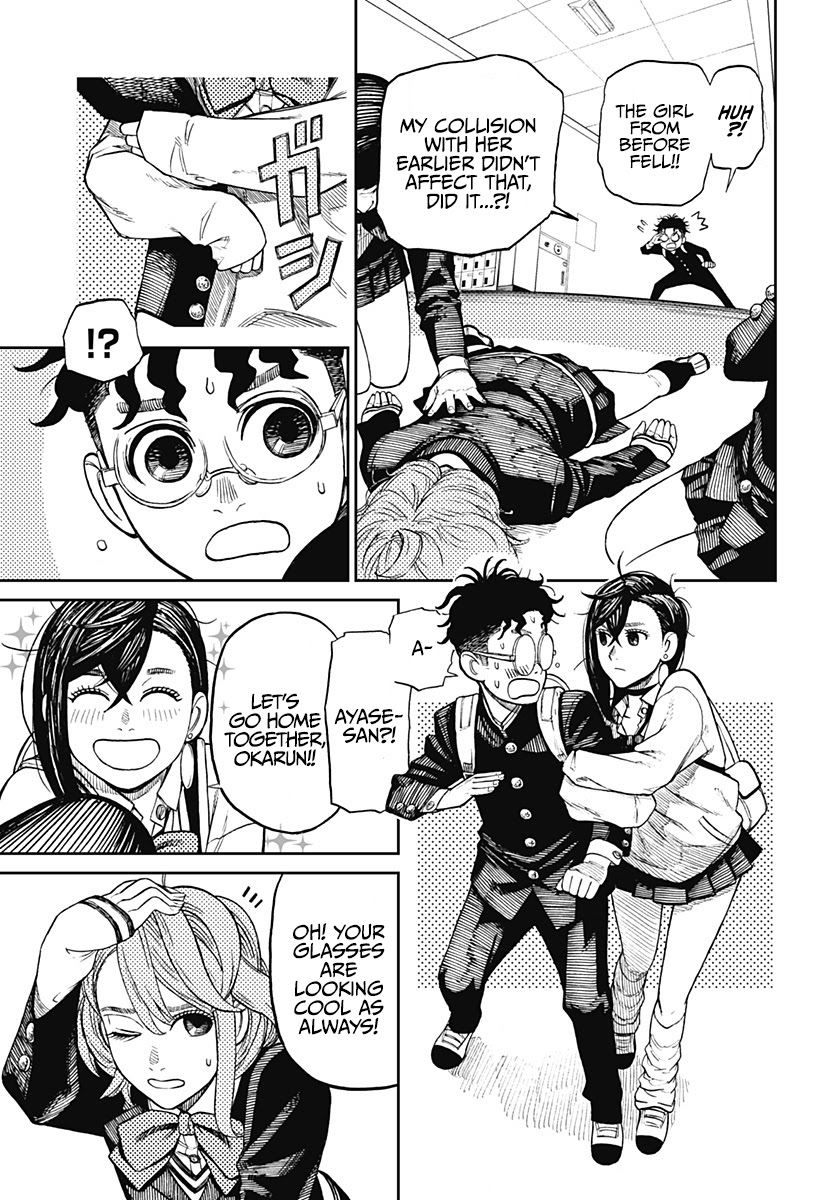 HUH
?!
THE GIRL
FROM
BEFORE
FELL!!
MY COLLISION
WITH HER
EARLIER DIDN'T
AFFECT THAT,
DID IT...?!
ガシ
!?
A-
AYASE-
SAN?!
LET'S
GO HOME
TOGETHER,
OKARUN!!
OH! YOUR
GLASSES
ARE
LOOKING
COOL AS
ALWAYS!